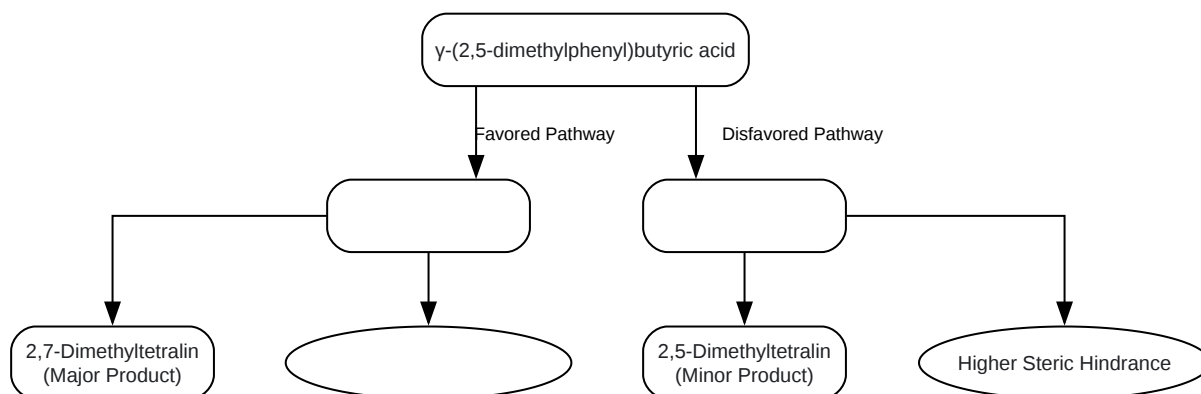 γ-(2,5-dimethylphenyl)butyric acid
Favored Pathway
Disfavored Pathway
2,7-Dimethyltetralin
(Major Product)
2,5-Dimethyltetralin
(Minor Product)
Higher Steric Hindrance